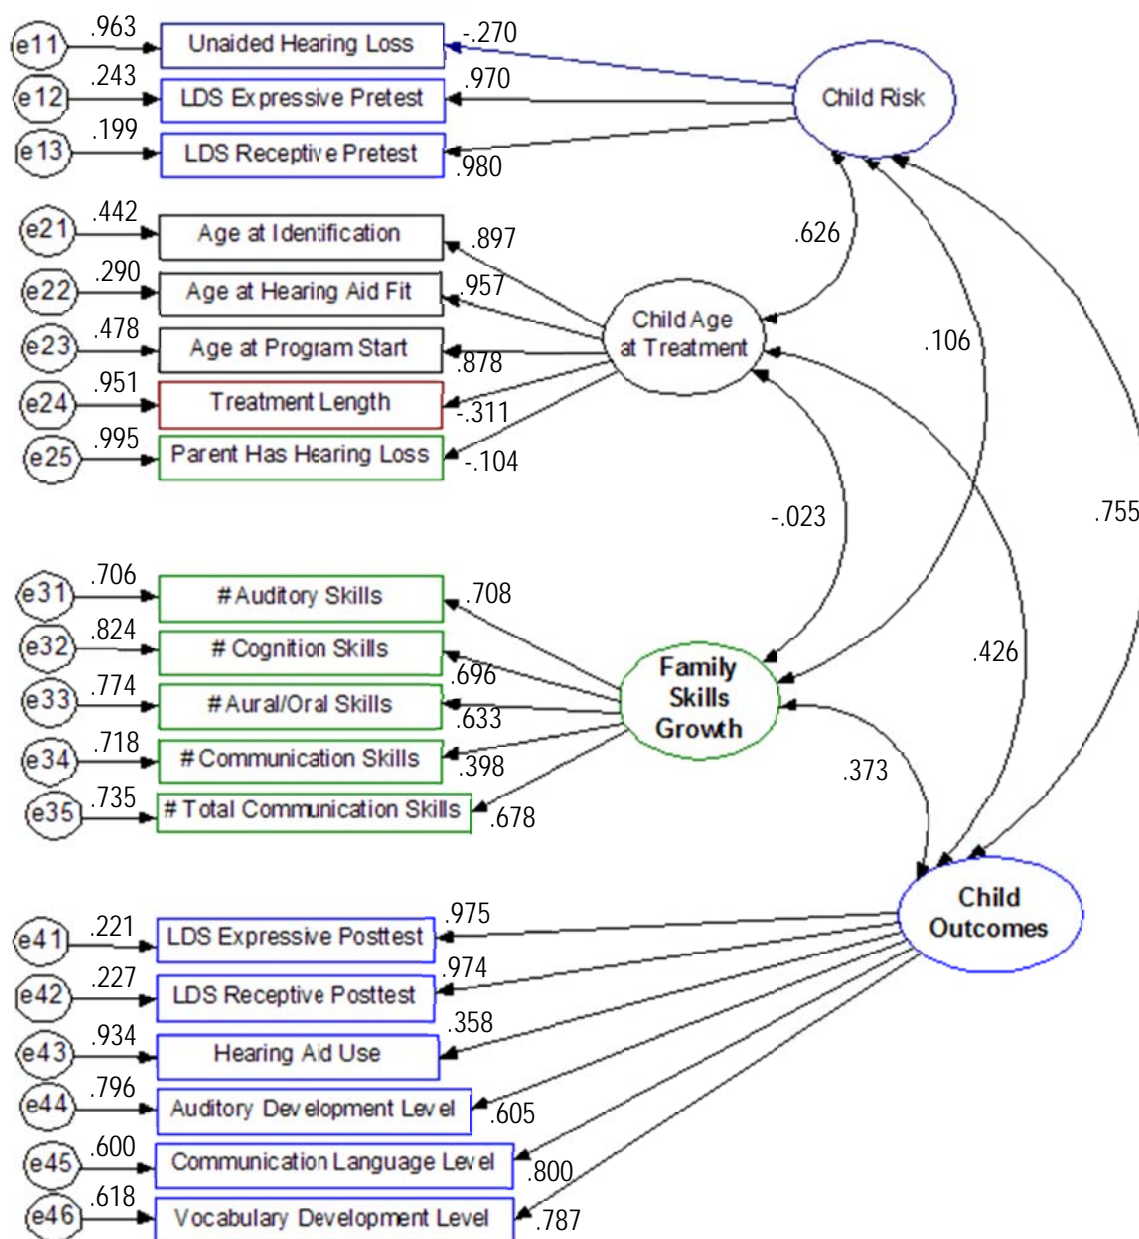 e11 .963 Unaided Hearing Loss -.270
e12 .243 LDS Expressive Pretest .970
e13 .199 LDS Receptive Pretest .980
Child Risk
.626
e21 .442 Age at Identification .897
e22 .290 Age at Hearing Aid Fit .957
e23 .478 Age at Program Start .878
e24 .951 Treatment Length -.311
e25 .995 Parent Has Hearing Loss -.104
Child Age
at Treatment
.106
-.023
.755
.426
e31 .706 # Auditory Skills .708
e32 .824 # Cognition Skills .696
e33 .774 # Aural/Oral Skills .633
e34 .718 # Communication Skills .398
e35 .735 # Total Communication Skills .678
Family
Skills
Growth
.373
e41 .221 LDS Expressive Posttest .975
e42 .227 LDS Receptive Posttest .974
e43 .934 Hearing Aid Use .358
e44 .796 Auditory Development Level .605
e45 .600 Communication Language Level .800
e46 .618 Vocabulary Development Level .787
Child
Outcomes